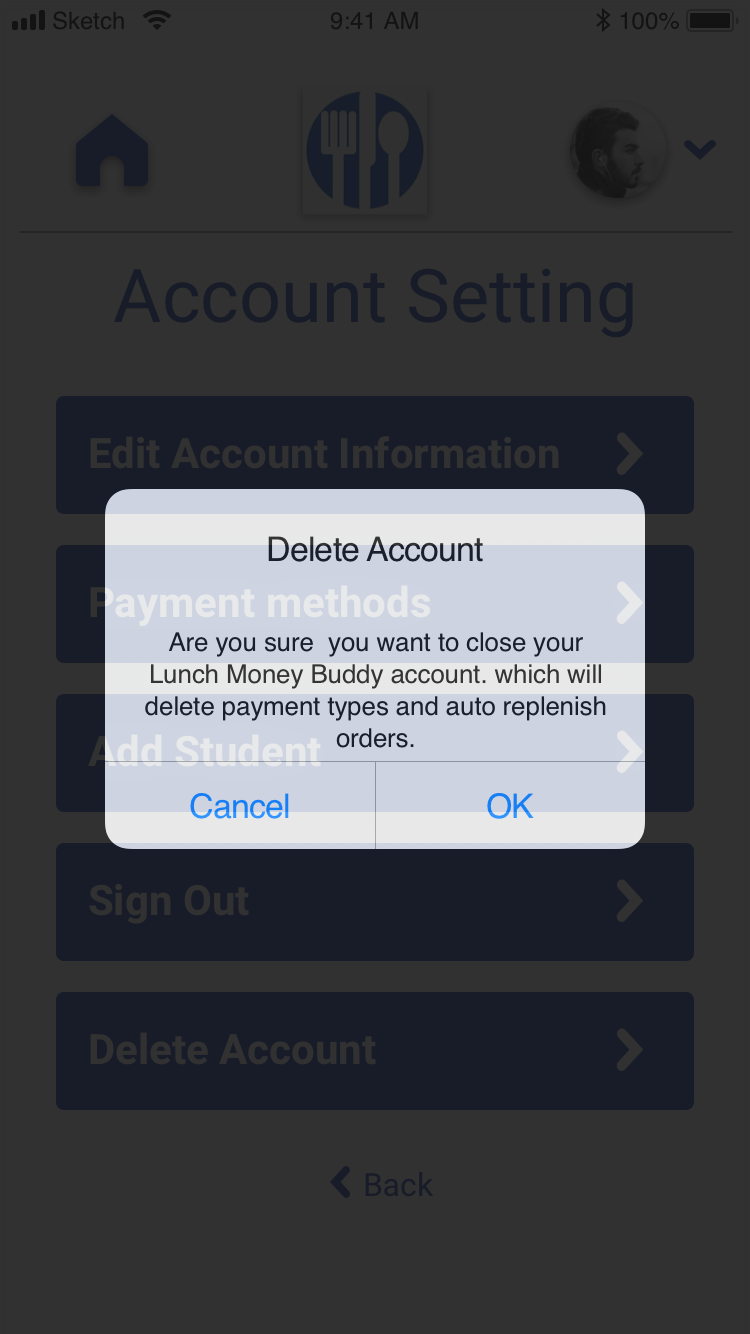 Sketch 9:41 AM 100%
Account Setting
Edit Account Information
Delete Account
Payment methods
Are you sure  you want to close your
Lunch Money Buddy account. which will
delete payment types and auto replenish
orders.
Add Student
Cancel OK
Sign Out
Delete Account
Back